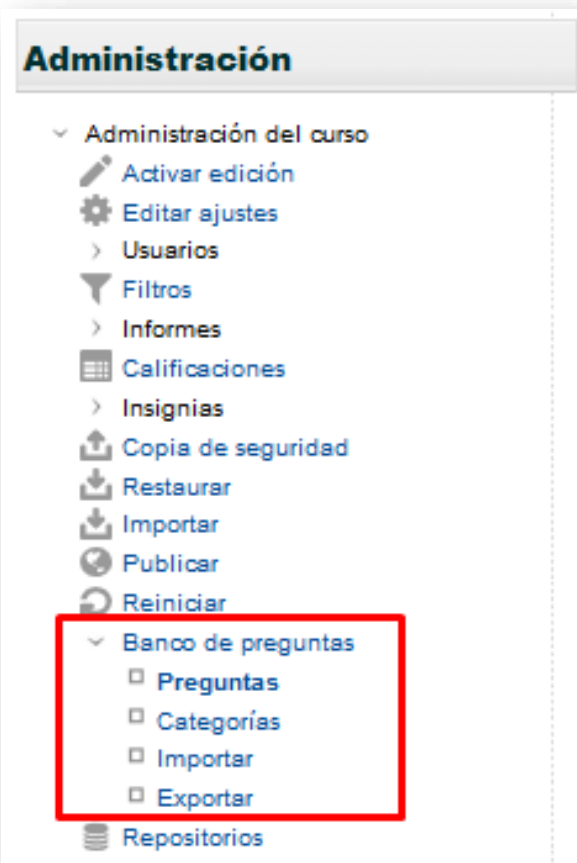 Administración
Administración del curso
Activar edición
Editar ajustes
Usuarios
Filtros
Informes
Calificaciones
Insignias
Copia de seguridad
Restaurar
Importar
Publicar
Reiniciar
Banco de preguntas
Preguntas
Categorías
Importar
Exportar
Repositorios